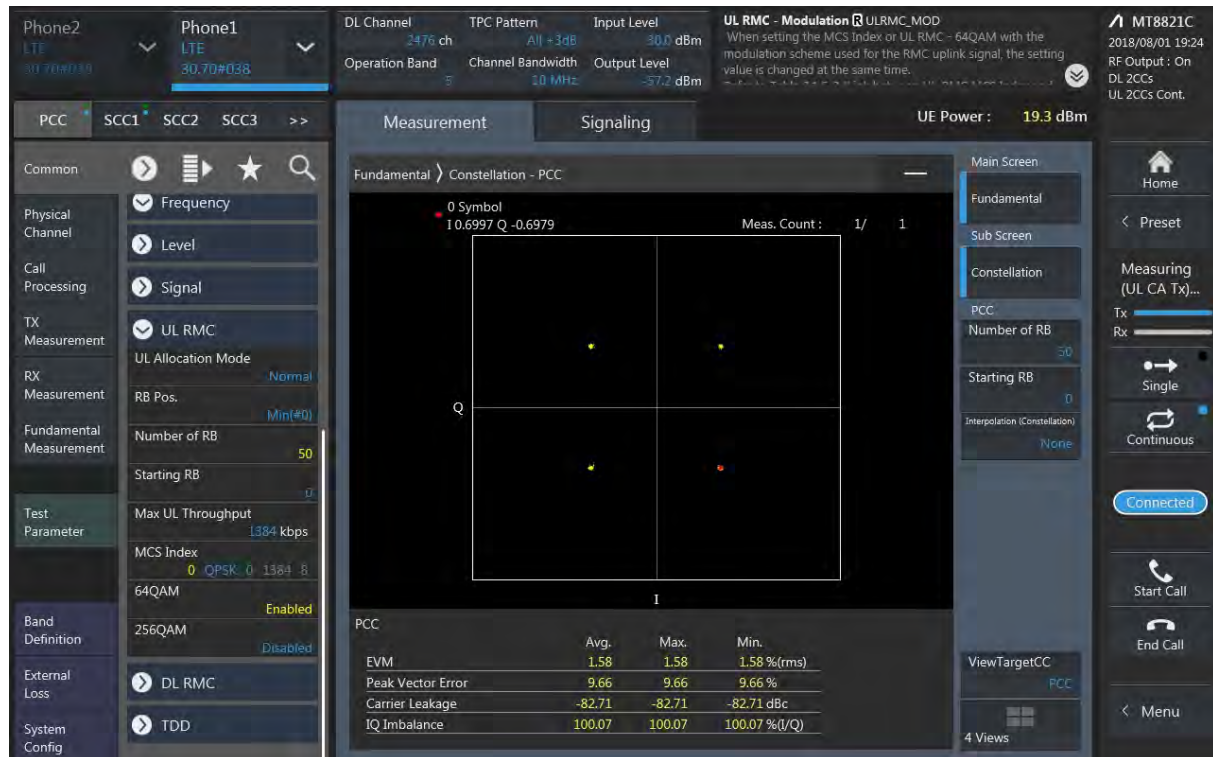 Phone2
LTE
Phone1
LTE
30.70#038
DL Channel
2476 ch
TPC Pattern
All +3dB
Input Level
30.0 dBm
Operation Band
5
Channel Bandwidth
10 MHz
Output Level
-57.2 dBm
UL RMC - Modulation R ULRMC_MOD
When setting the MCS Index or UL RMC - 64QAM with the
modulation scheme used for the RMC uplink signal, the setting
value is changed at the same time.
MT8821C
2018/08/01 19:24
RF Output : On
DL 2CCs
UL 2CCs Cont.
PCC SCC1 SCC2 SCC3 >>
Measurement
Signaling
UE Power : 19.3 dBm
Common
Physical
Channel
Call
Processing
TX
Measurement
RX
Measurement
Fundamental
Measurement
Test
Parameter
Band
Definition
External
Loss
System
Config
Frequency
Level
Signal
UL RMC
UL Allocation Mode
Normal
RB Pos.
Min(#0)
Number of RB
50
Starting RB
0
Max UL Throughput
1384 kbps
MCS Index
0 QPSK 0 1384 8
64QAM
Enabled
256QAM
Disabled
DL RMC
TDD
Fundamental 〉 Constellation - PCC
0 Symbol
I 0.6997 Q -0.6979
Meas. Count : 1/ 1
Q
I
PCC
Avg. Max. Min.
EVM 1.58 1.58 1.58 %(rms)
Peak Vector Error 9.66 9.66 9.66 %
Carrier Leakage -82.71 -82.71 -82.71 dBc
IQ Imbalance 100.07 100.07 100.07 %(I/Q)
Main Screen
Fundamental
Sub Screen
Constellation
PCC
Number of RB
50
Starting RB
0
Interpolation (Constellation)
None
ViewTargetCC
PCC
4 Views
Home
< Preset
Measuring
(UL CA Tx)...
Tx
Rx
Single
Continuous
Connected
Start Call
End Call
< Menu